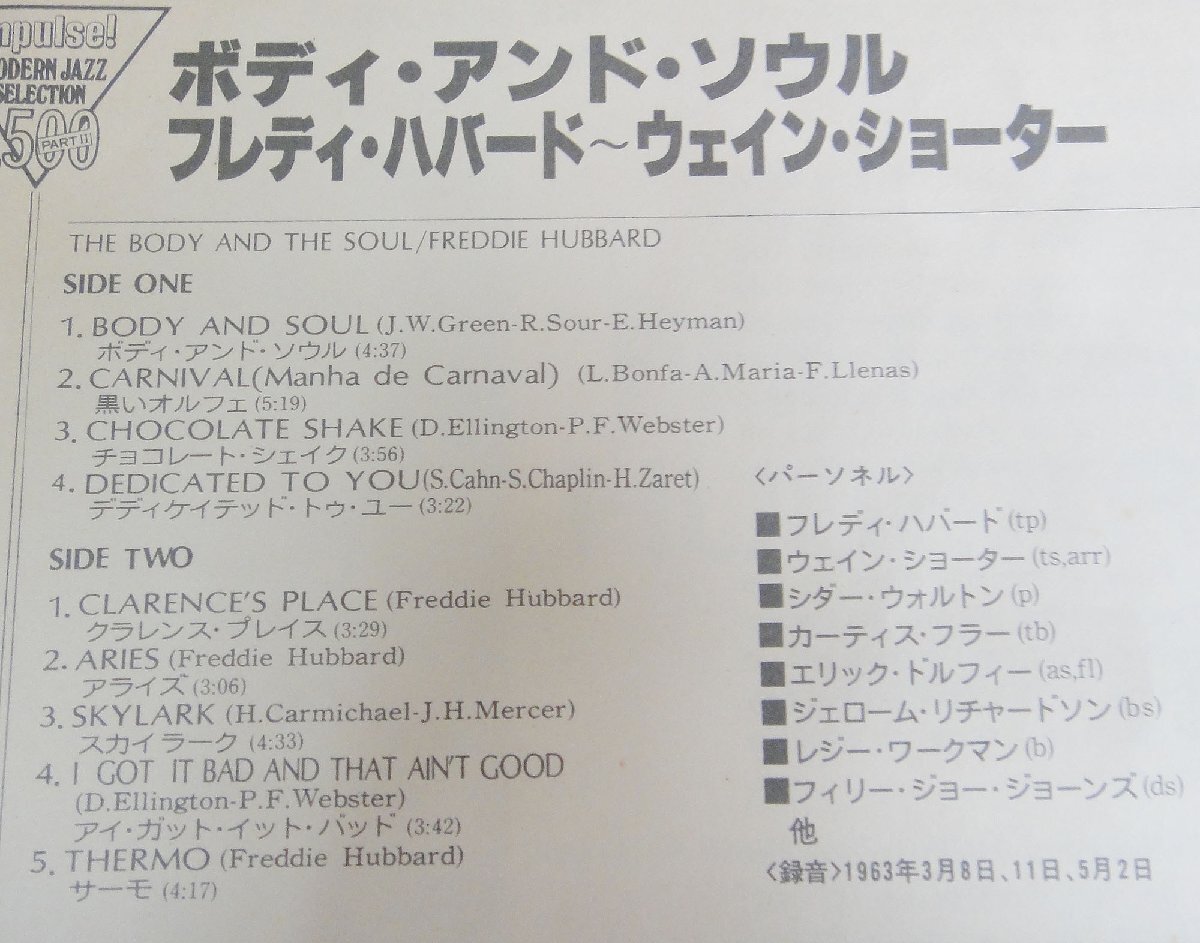 mpulse!
ODERN JAZZ
SELECTION
500
PART II
ボディ・アンド・ソウル
フレディ・ハバード～ウェイン・ショーター
THE BODY AND THE SOUL/FREDDIE HUBBARD
SIDE ONE
1. BODY AND SOUL (J.W.Green-R.Sour-E.Heyman)
ボディ・アンド・ソウル (4:37)
2. CARNIVAL(Manha de Carnaval) (L.Bonfa-A.Maria-F.Llenas)
黒いオルフェ (5:19)
3. CHOCOLATE SHAKE (D.Ellington-P.F.Webster)
チョコレート・シェイク (3:56)
4. DEDICATED TO YOU(S.Cahn-S.Chaplin-H.Zaret)
デディケイテッド・トゥ・ユー (3:22)
SIDE TWO
1. CLARENCE'S PLACE (Freddie Hubbard)
クラレンス・プレイス (3:29)
2. ARIES (Freddie Hubbard)
アライズ (3:06)
3. SKYLARK (H.Carmichael-J.H.Mercer)
スカイラーク (4:33)
4. I GOT IT BAD AND THAT AIN'T GOOD
(D.Ellington-P.F.Webster)
アイ・ガット・イット・バッド (3:42)
5. THERMO (Freddie Hubbard)
サーモ (4:17)
〈パーソネル〉
■フレディ・ハバード(tp)
■ウェイン・ショーター(ts,arr)
■シダー・ウォルトン(p)
■カーティス・フラー(tb)
■エリック・ドルフィー(as,fl)
■ジェローム・リチャードソン(bs)
■レジー・ワークマン(b)
■フィリー・ジョー・ジョーンズ(ds)
他
〈録音〉1963年3月8日、11日、5月2日